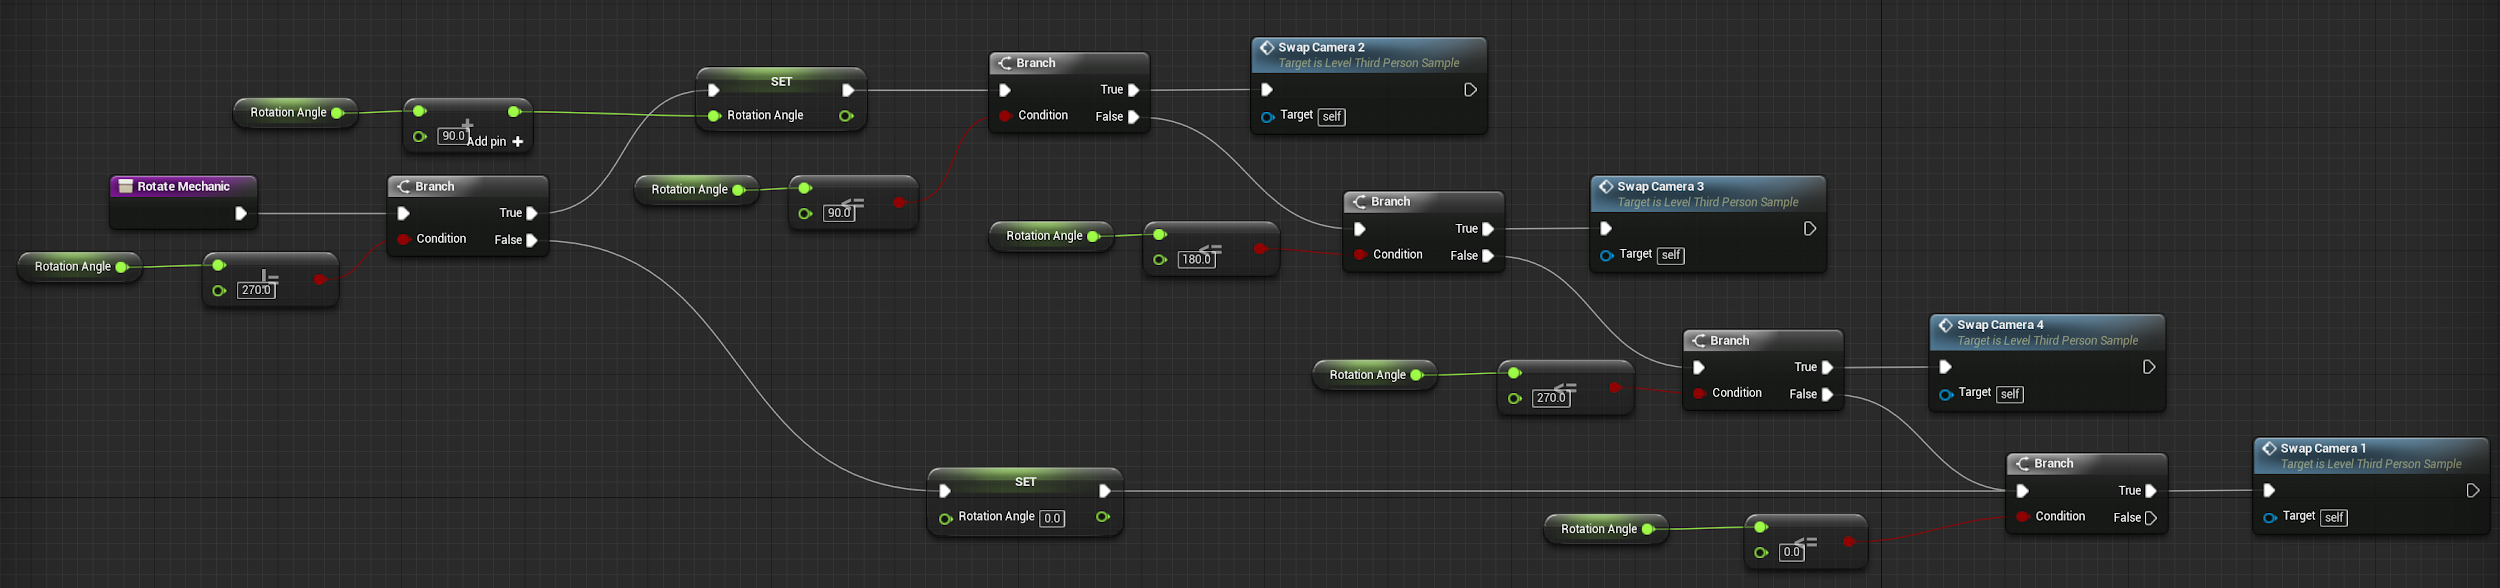 Swap Camera 2
Target is Level Third Person Sample
Target self
Branch
True
Condition
False
SET
Rotation Angle
Rotation Angle
90.0
Add pin
Rotate Mechanic
Branch
True
Condition
False
Rotation Angle
!=
270.0
Rotation Angle
<=
90.0
Swap Camera 3
Target is Level Third Person Sample
Target self
Branch
True
Condition
False
Rotation Angle
<=
180.0
Swap Camera 4
Target is Level Third Person Sample
Target self
Branch
True
Condition
False
Rotation Angle
<=
270.0
Swap Camera 1
Target is Level Third Person Sample
Target self
Branch
True
Condition
False
SET
Rotation Angle 0.0
Rotation Angle
<=
0.0